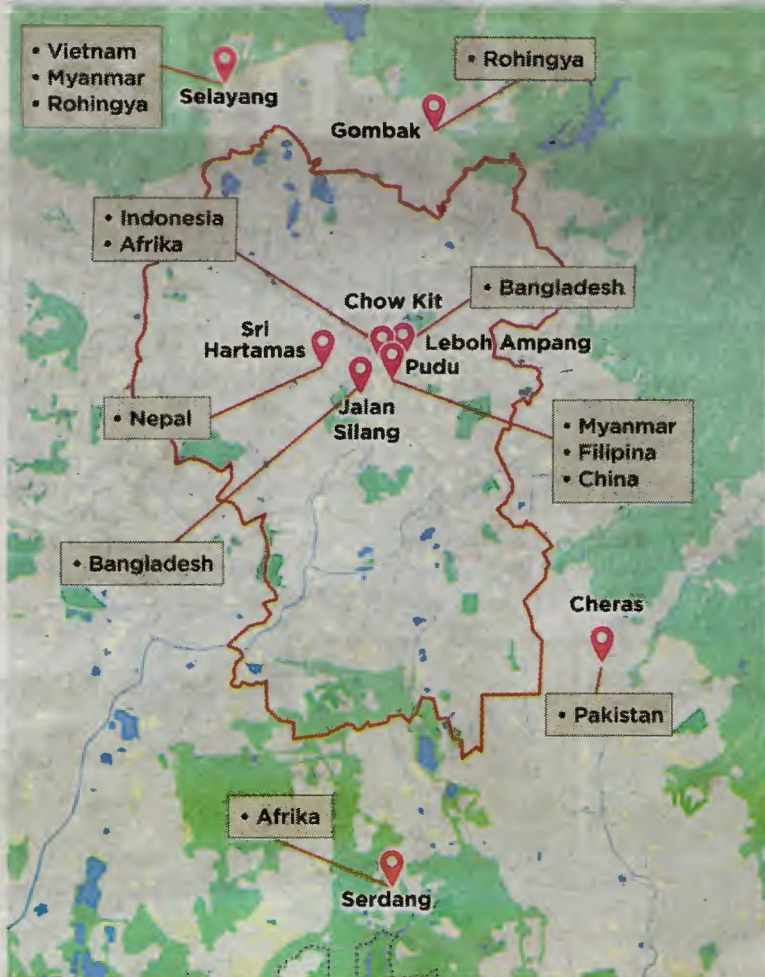 • Vietnam
• Myanmar
• Rohingya
Selayang
• Rohingya
Gombak
• Indonesia
• Afrika
Chow Kit
• Bangladesh
Sri
Hartamas
Leboh Ampang
Pudu
• Nepal
Jalan
Silang
• Myanmar
• Filipina
• China
• Bangladesh
Cheras
• Pakistan
• Afrika
Serdang